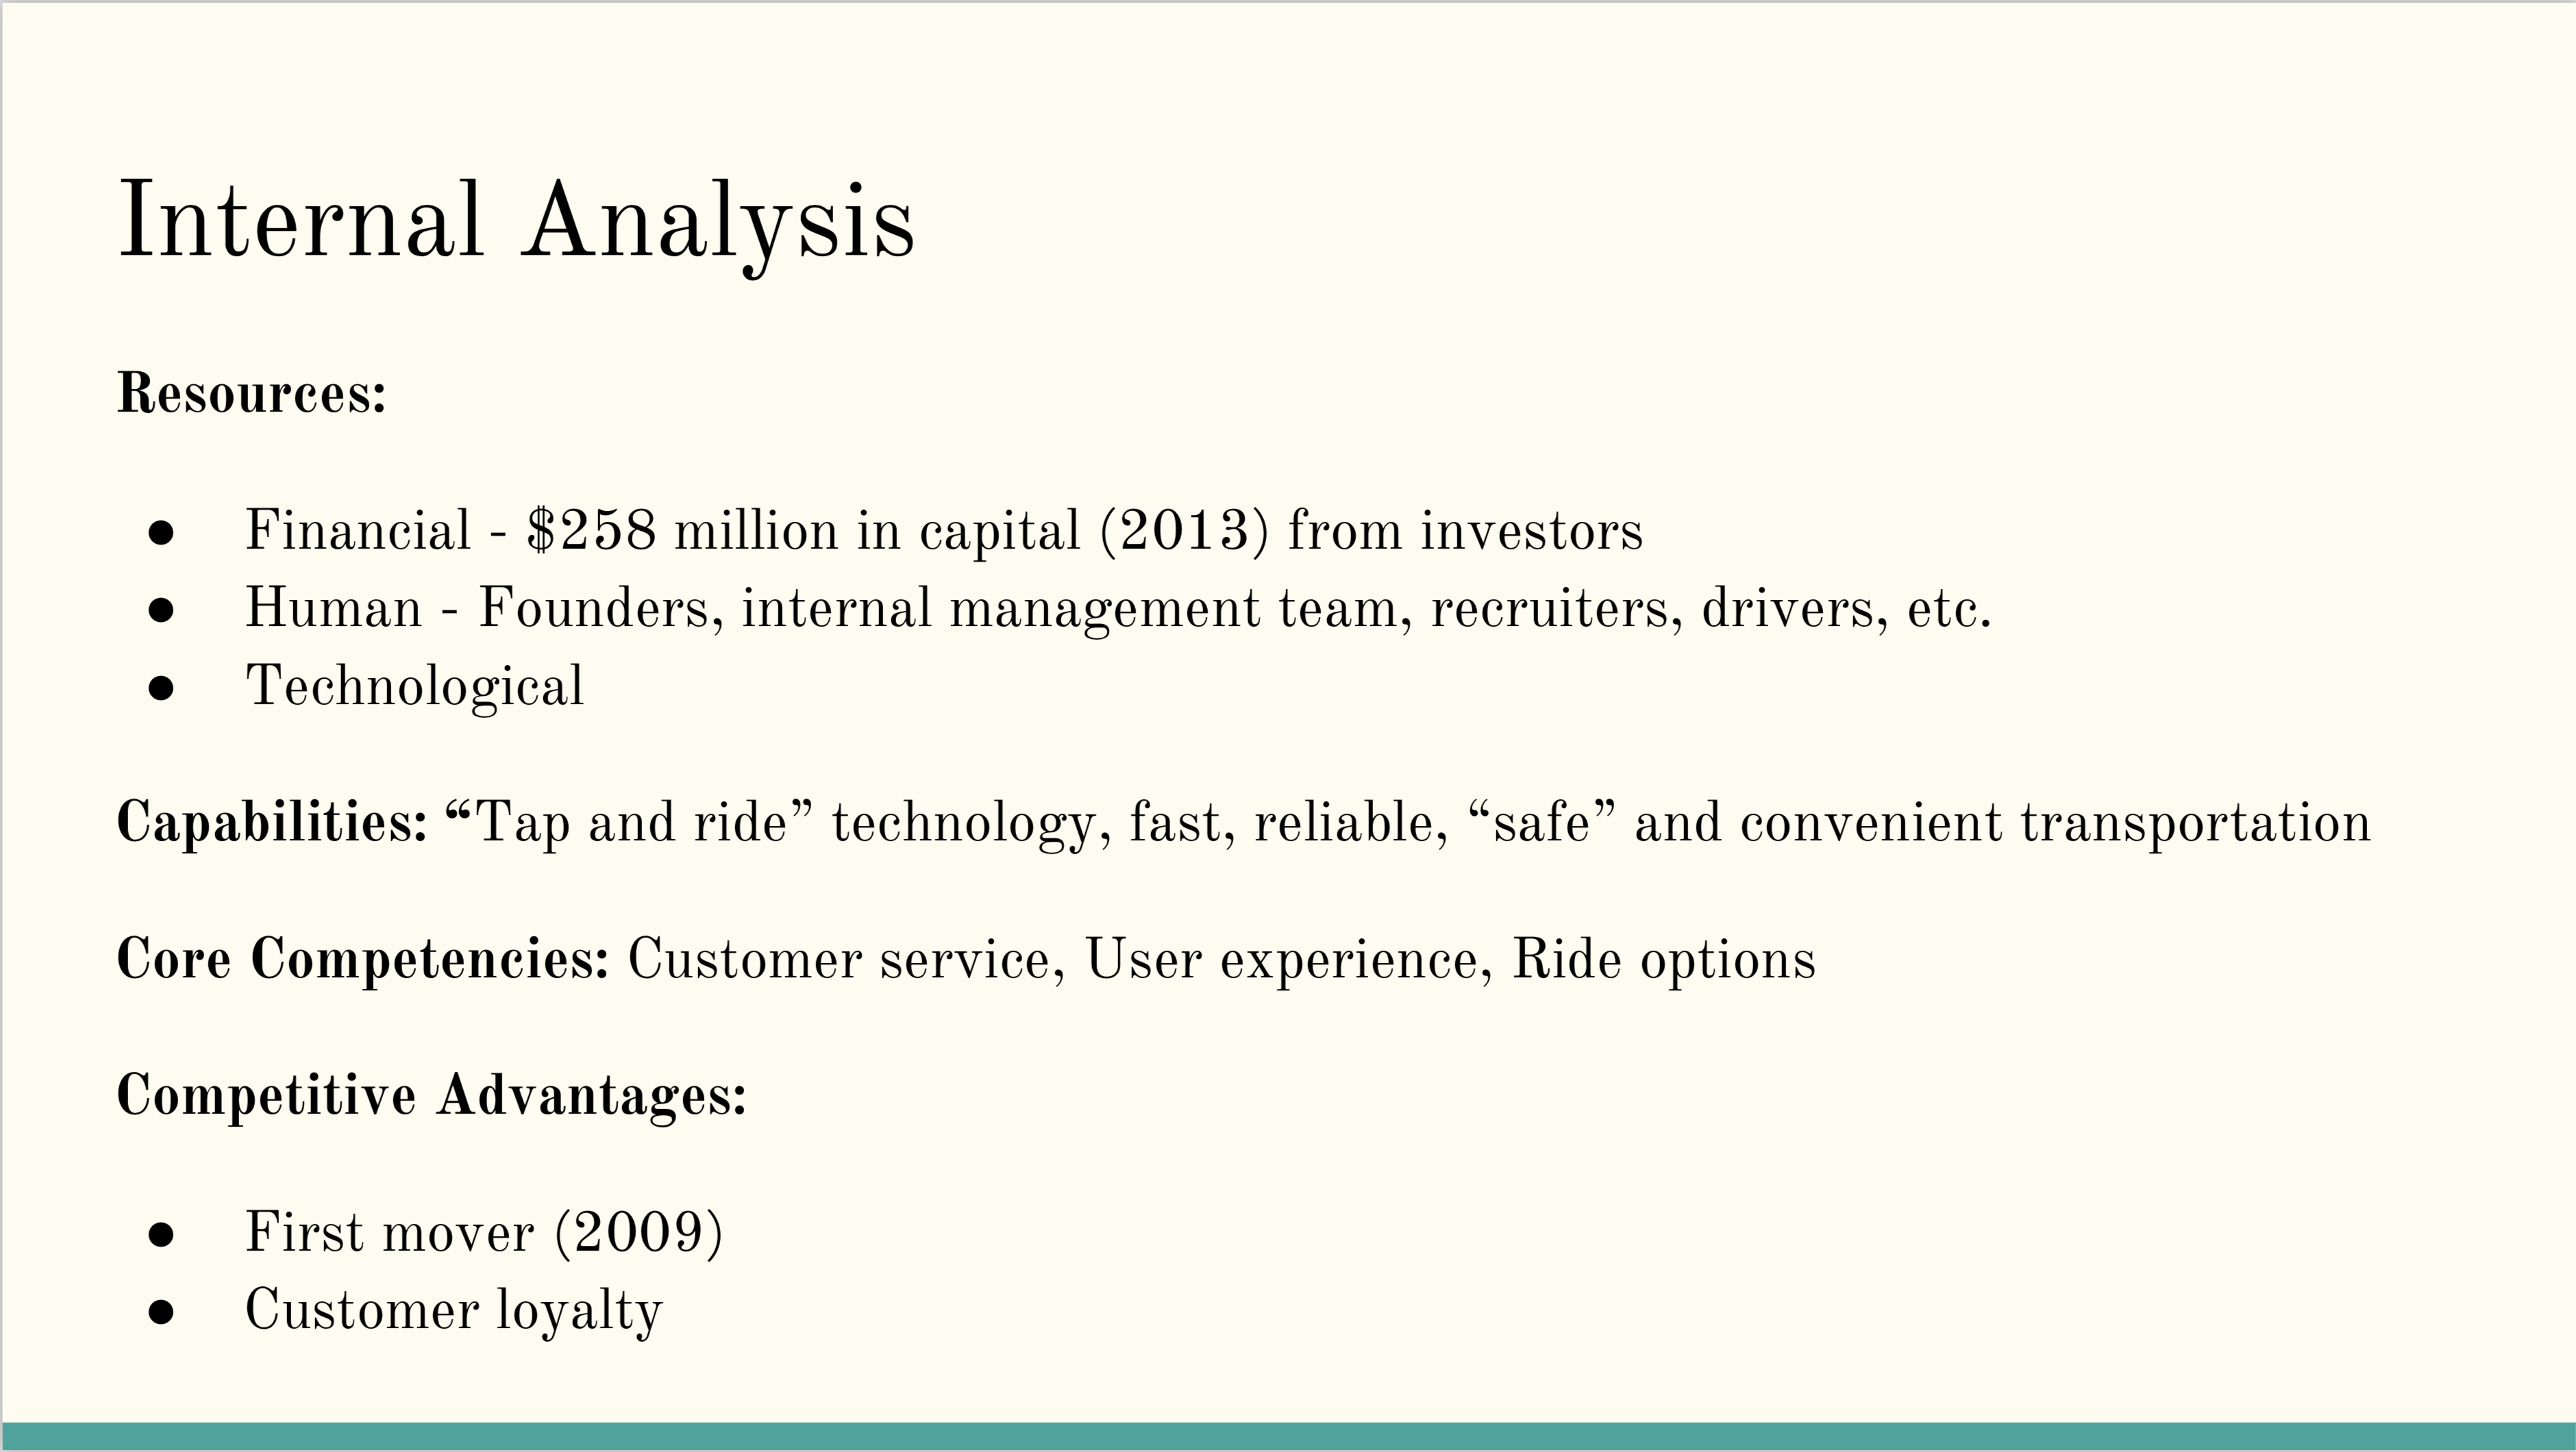 Internal Analysis
Resources:
● Financial - $258 million in capital (2013) from investors
● Human - Founders, internal management team, recruiters, drivers, etc.
● Technological
Capabilities: “Tap and ride” technology, fast, reliable, “safe” and convenient transportation
Core Competencies: Customer service, User experience, Ride options
Competitive Advantages:
● First mover (2009)
● Customer loyalty